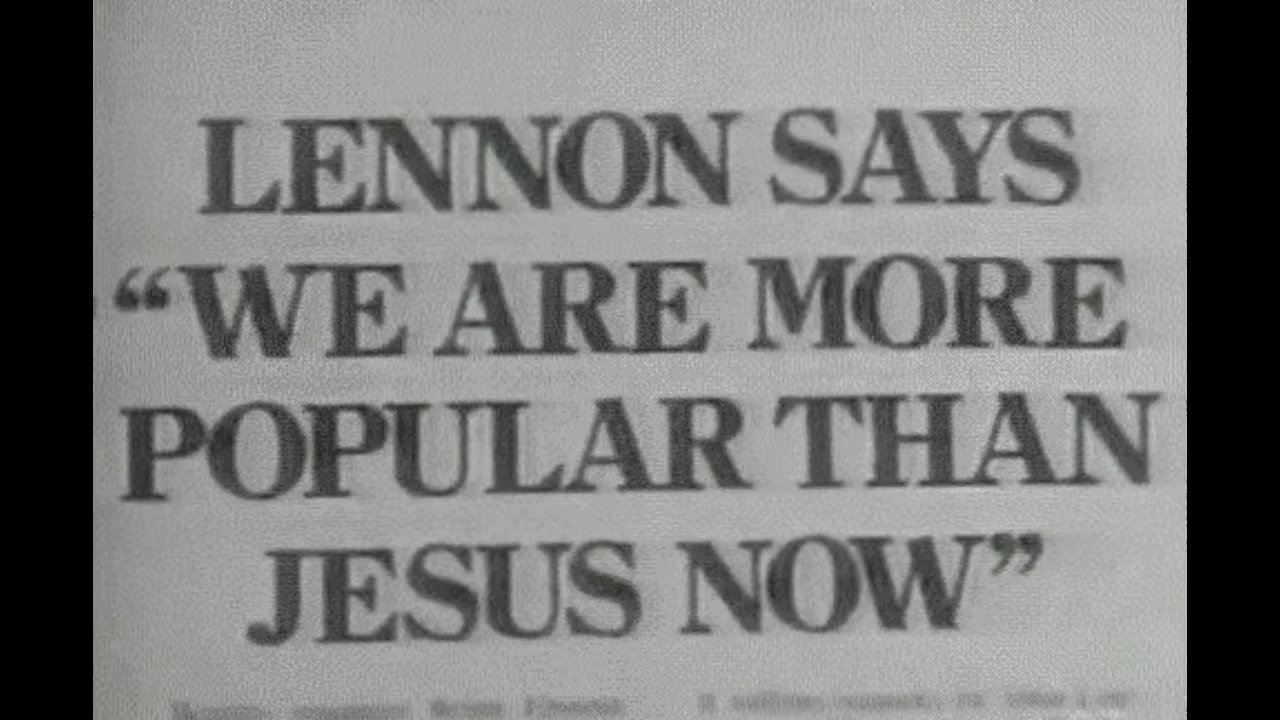 LENNON SAYS
“WE ARE MORE
POPULAR THAN
JESUS NOW”